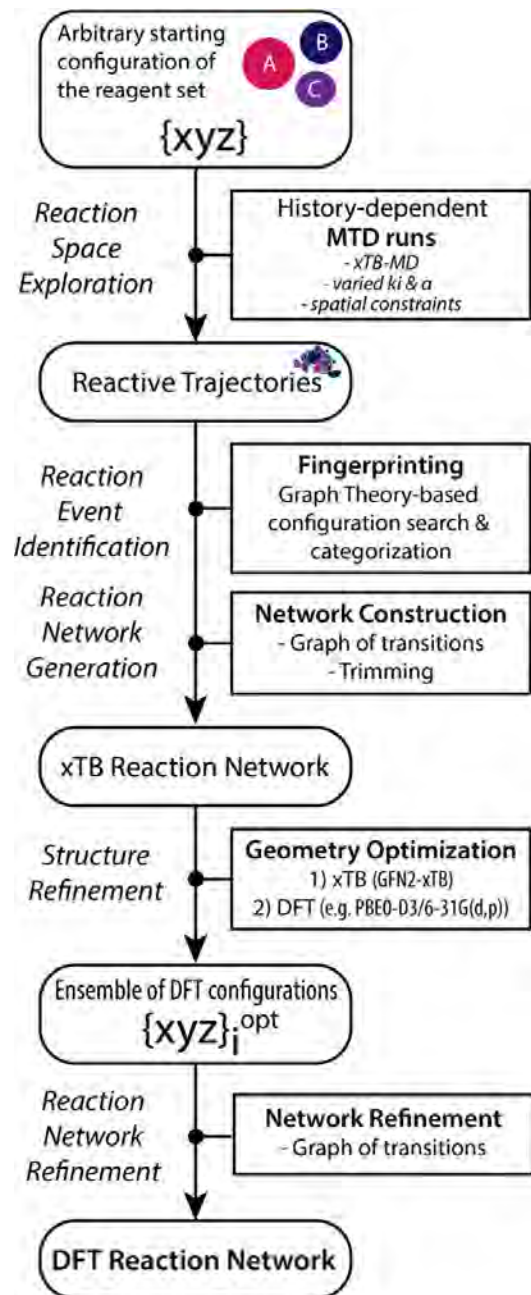 Arbitrary starting
configuration of
the reagent set
A
B
C
{xyz}
Reaction
Space
Exploration
History-dependent
MTD runs
- xTB-MD
- varied ki & a
- spatial constraints
Reactive Trajectories
Reaction
Event
Identification
Fingerprinting
Graph Theory-based
configuration search &
categorization
Reaction
Network
Generation
Network Construction
- Graph of transitions
- Trimming
xTB Reaction Network
Structure
Refinement
Geometry Optimization
1) xTB (GFN2-xTB)
2) DFT (e.g. PBE0-D3/6-31G(d,p))
Ensemble of DFT configurations
{xyz}i opt
Reaction
Network
Refinement
Network Refinement
- Graph of transitions
DFT Reaction Network